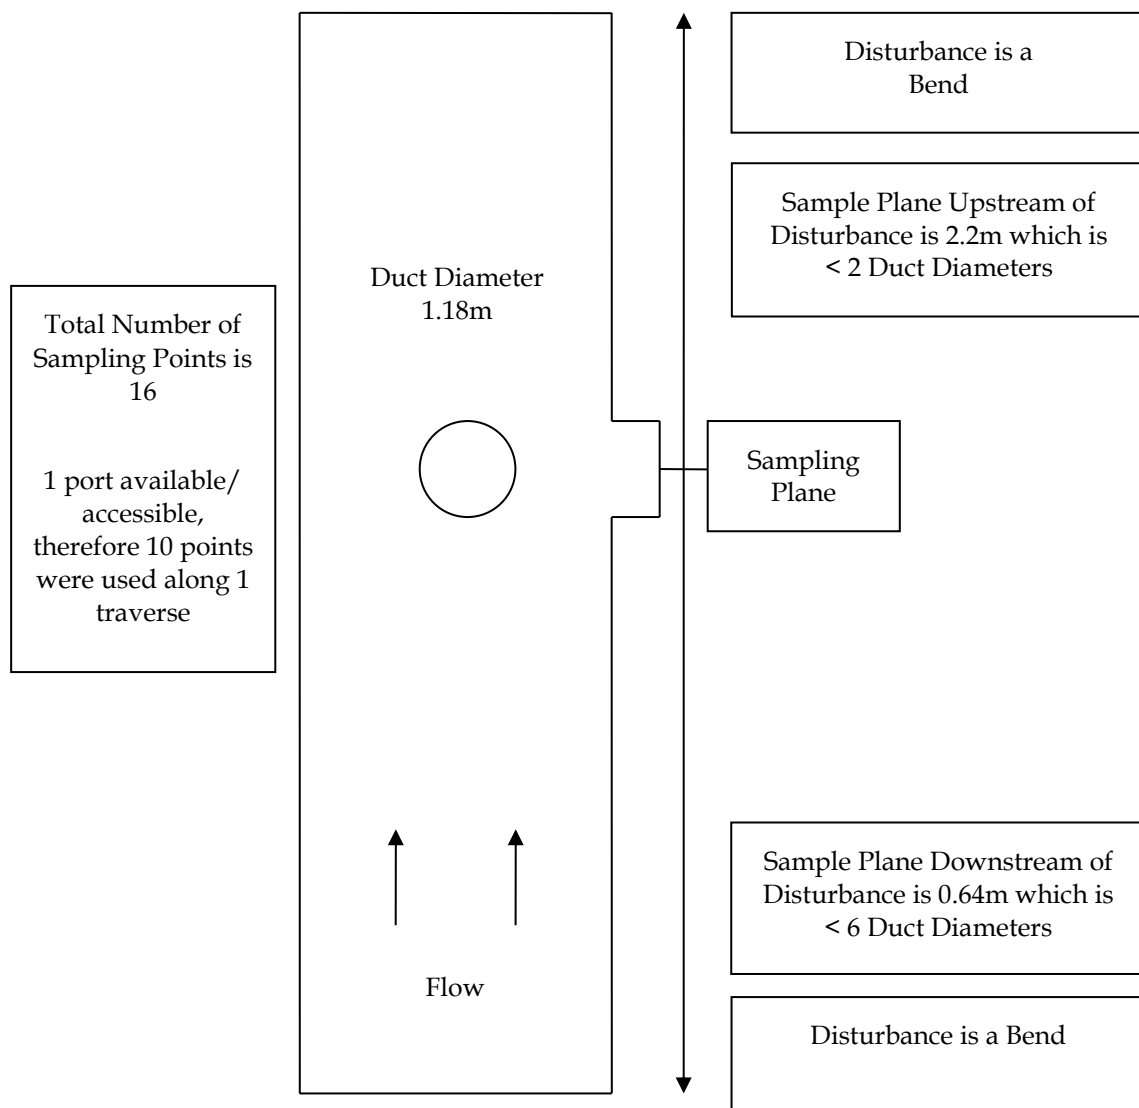 Disturbance is a
Bend
Sample Plane Upstream of
Disturbance is 2.2m which is
< 2 Duct Diameters
Duct Diameter
1.18m
Total Number of
Sampling Points is
16
1 port available/
accessible,
therefore 10 points
were used along 1
traverse
Sampling
Plane
Sample Plane Downstream of
Disturbance is 0.64m which is
< 6 Duct Diameters
Flow
Disturbance is a Bend